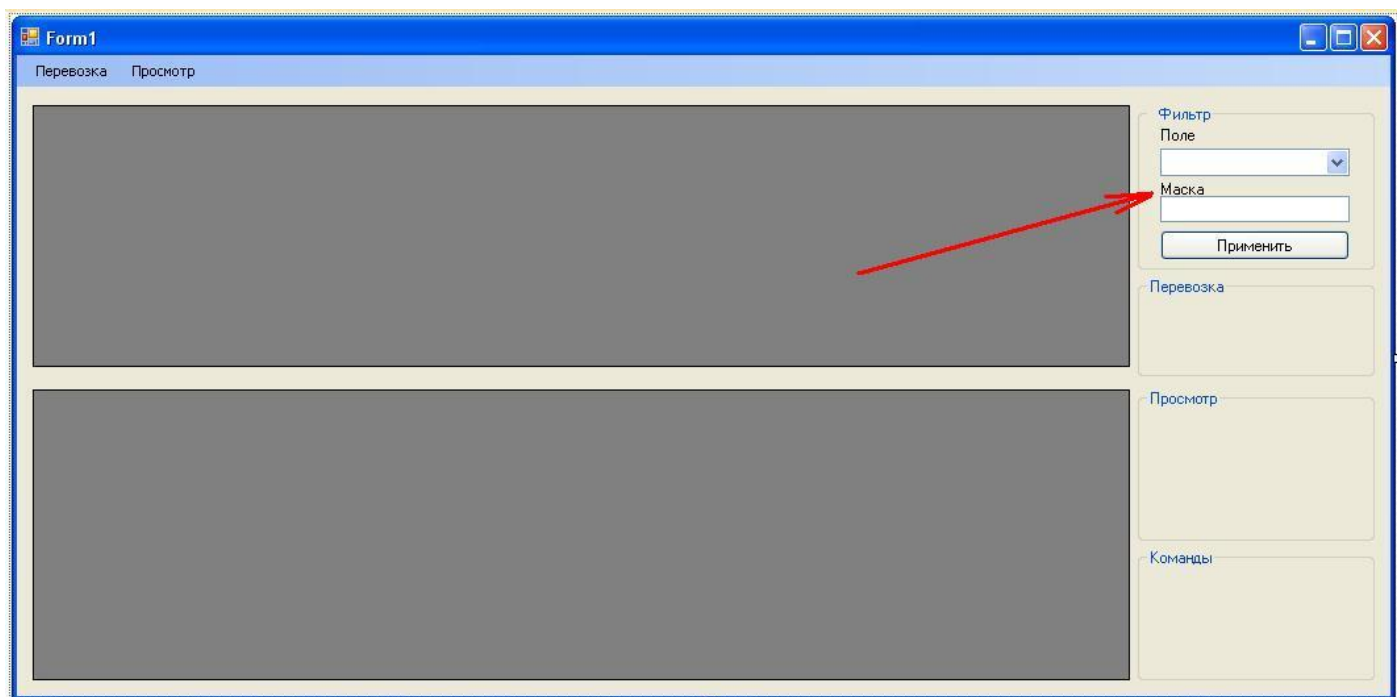 Form1
Перевозка Просмотр
Фильтр
Поле
Маска
Применить
Перевозка
Просмотр
Команды